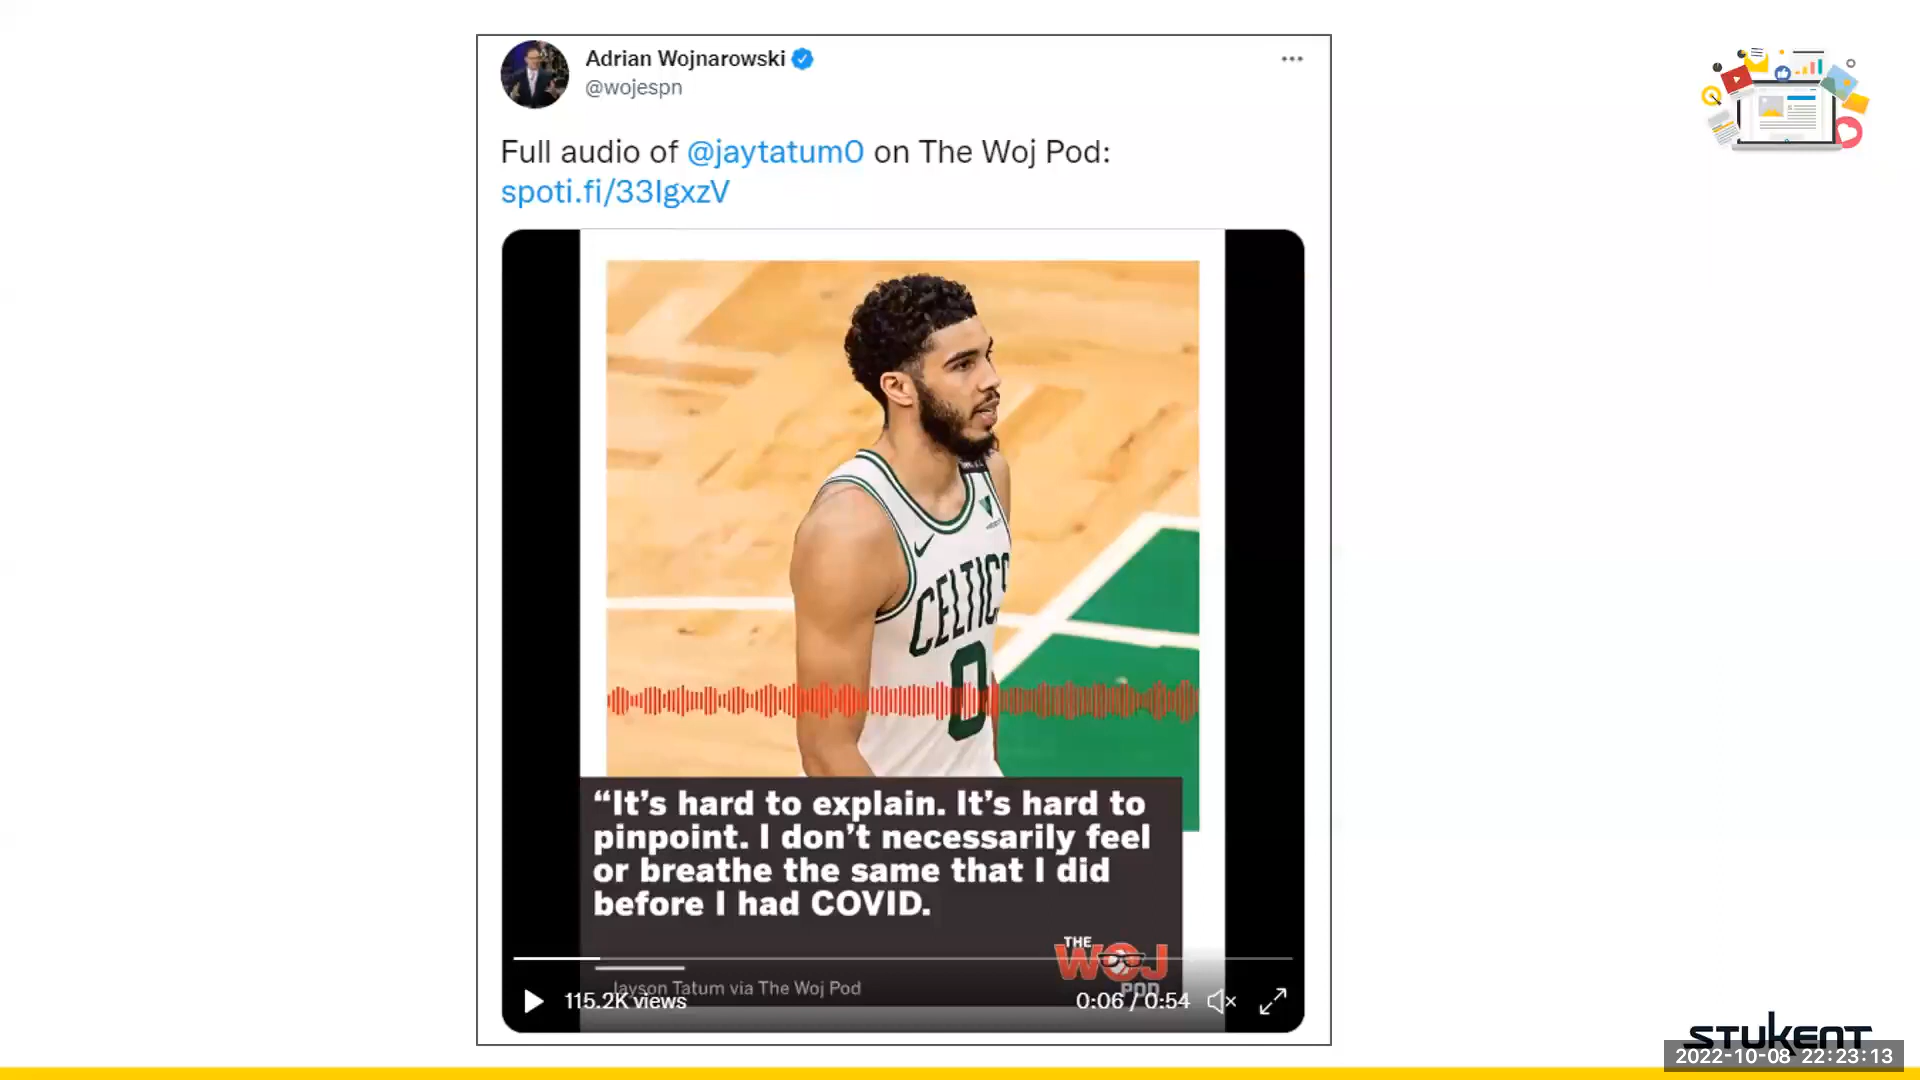 Adrian Wojnarowski
@wojespn
Full audio of @jaytatum0 on The Woj Pod:
spoti.fi/33IgxzV
CELTICS
0
“It’s hard to explain. It’s hard to
pinpoint. I don’t necessarily feel
or breathe the same that I did
before I had COVID.
THE
WOJ
POD
Jayson Tatum via The Woj Pod
115.2K views
0:06 / 0:54
STUKENT
2022-10-08 22:23:13